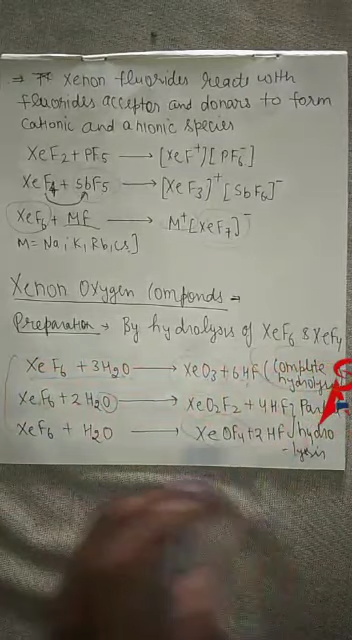 ⇒ Xenon fluorides reacts with
fluorides acceptor and donars to form
cationic and anionic species
XeF₂ + PF₅ ⟶ [XeF⁺][PF₆⁻]
XeF₄ + SbF₅ ⟶ [XeF₃]⁺[SbF₆]⁻
XeF₆ + MF ⟶ M⁺[XeF₇]⁻
M = Na, K, Rb, Cs]
Xenon Oxygen Componds →
Preparation → By hydrolysis of XeF₆ & XeF₄
XeF₆ + 3H₂O ⟶ XeO₃ + 6HF (Complete
hydrolysis
XeF₆ + 2H₂O ⟶ XeO₂F₂ + 4HF
XeF₆ + H₂O ⟶ XeOF₄ + 2HF hydro
-lysis